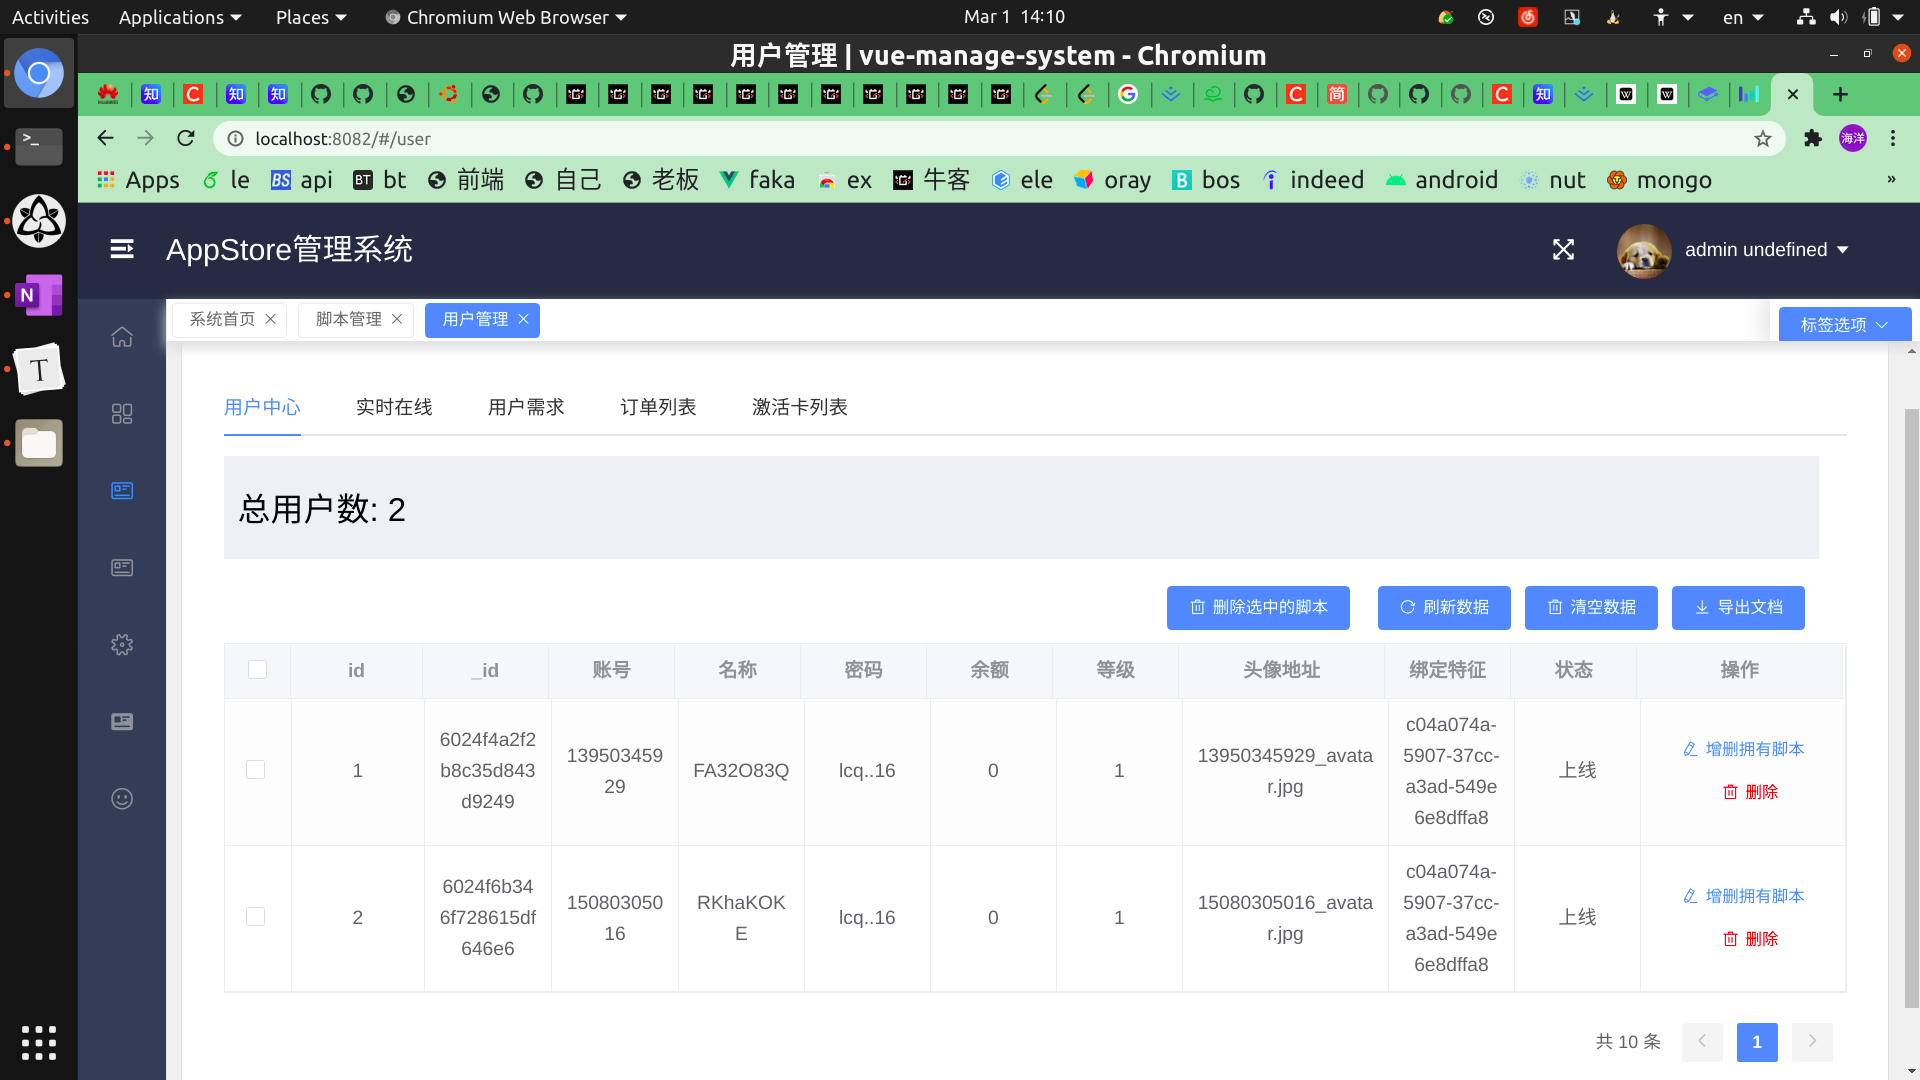 Activities Applications Places Chromium Web Browser Mar 1 14:10 en
用户管理 | vue-manage-system - Chromium
localhost:8082/#/user 海洋
Apps le api bt 前端 自己 老板 faka ex 牛客 ele oray bos indeed android nut mongo »
AppStore管理系统 admin undefined
系统首页 脚本管理 用户管理 标签选项
用户中心 实时在线 用户需求 订单列表 激活卡列表
总用户数: 2
删除选中的脚本 刷新数据 清空数据 导出文档
id _id 账号 名称 密码 余额 等级 头像地址 绑定特征 状态 操作
1 6024f4a2f2b8c35d843d9249 13950345929 FA32O83Q lcq..16 0 1 13950345929_avatar.jpg c04a074a-5907-37cc-a3ad-549e6e8dffa8 上线 增删拥有脚本 删除
2 6024f6b346f728615df646e6 15080305016 RKhaKOKE lcq..16 0 1 15080305016_avatar.jpg c04a074a-5907-37cc-a3ad-549e6e8dffa8 上线 增删拥有脚本 删除
共 10 条 1